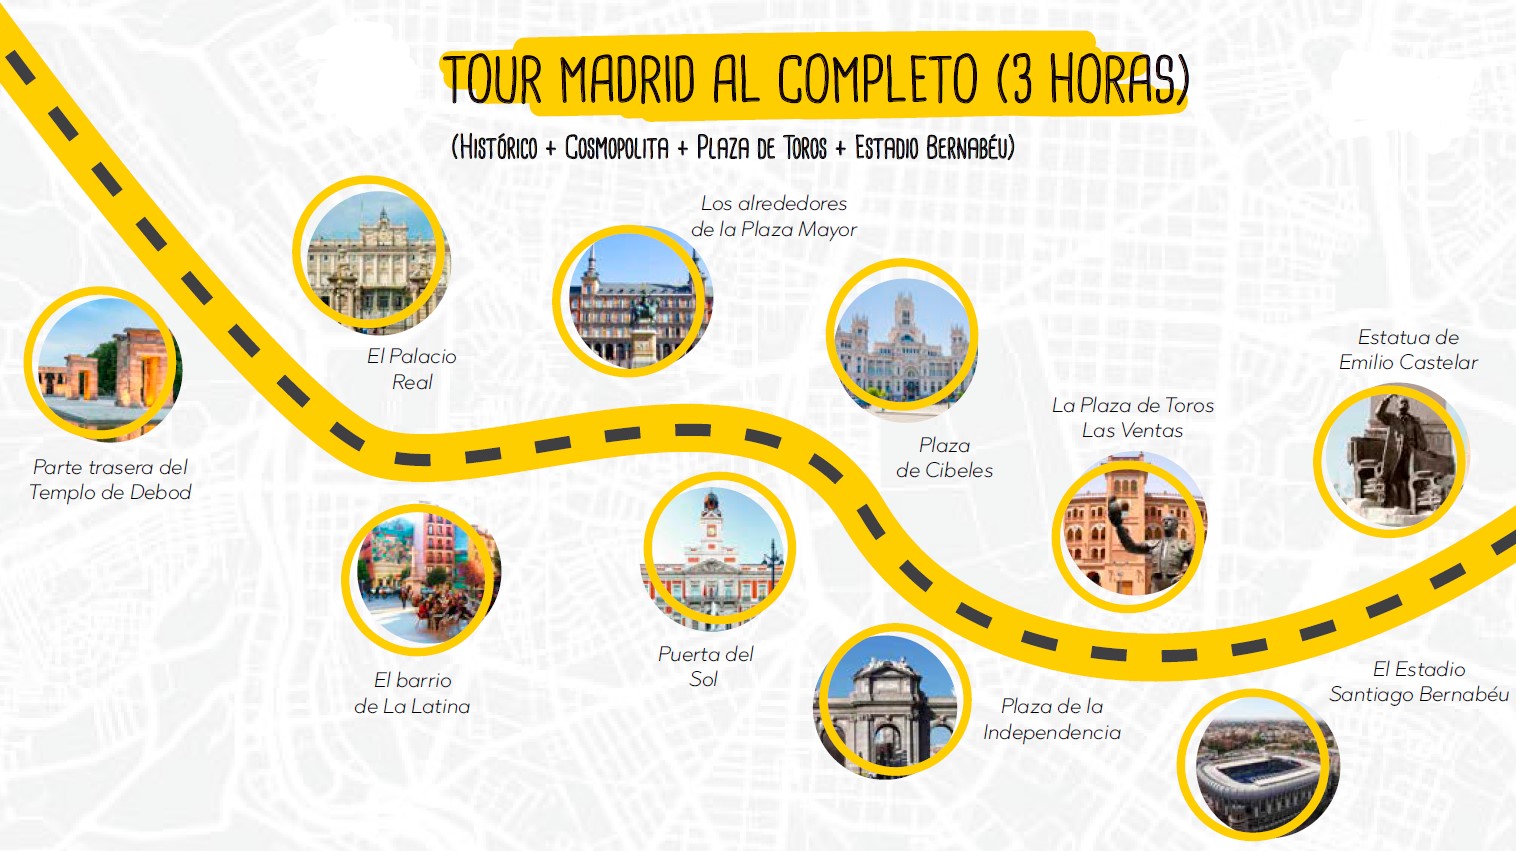 TOUR MADRID AL COMPLETO (3 HORAS)
(HISTÓRICO + COSMOPOLITA + PLAZA DE TOROS + ESTADIO BERNABÉU)
Parte trasera del
Templo de Debod
El Palacio
Real
El barrio
de La Latina
Los alrededores
de la Plaza Mayor
Puerta del
Sol
Plaza
de Cibeles
Plaza de la
Independencia
La Plaza de Toros
Las Ventas
El Estadio
Santiago Bernabéu
Estatua de
Emilio Castelar